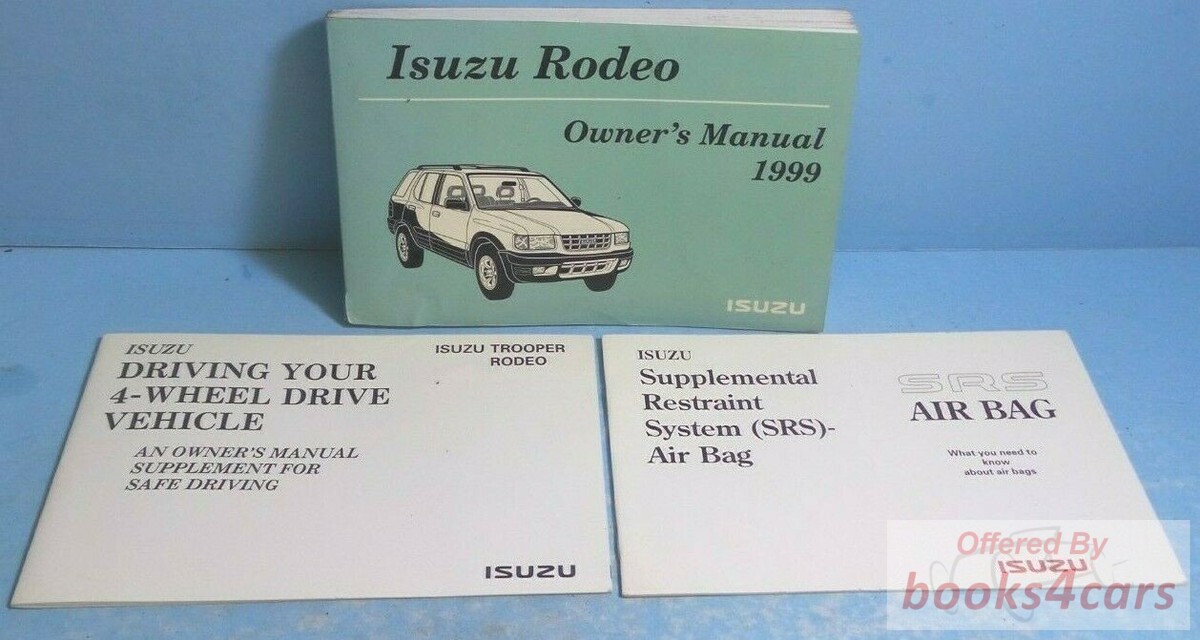 Isuzu Rodeo
Owner's Manual
1999
ISUZU
ISUZU
DRIVING YOUR
4-WHEEL DRIVE
VEHICLE
AN OWNER'S MANUAL
SUPPLEMENT FOR
SAFE DRIVING
ISUZU TROOPER
RODEO
ISUZU
ISUZU
Supplemental
Restraint
System (SRS)-
Air Bag
SRS
AIR BAG
What you need to
know
about air bags
ISUZU
Offered By
books4cars